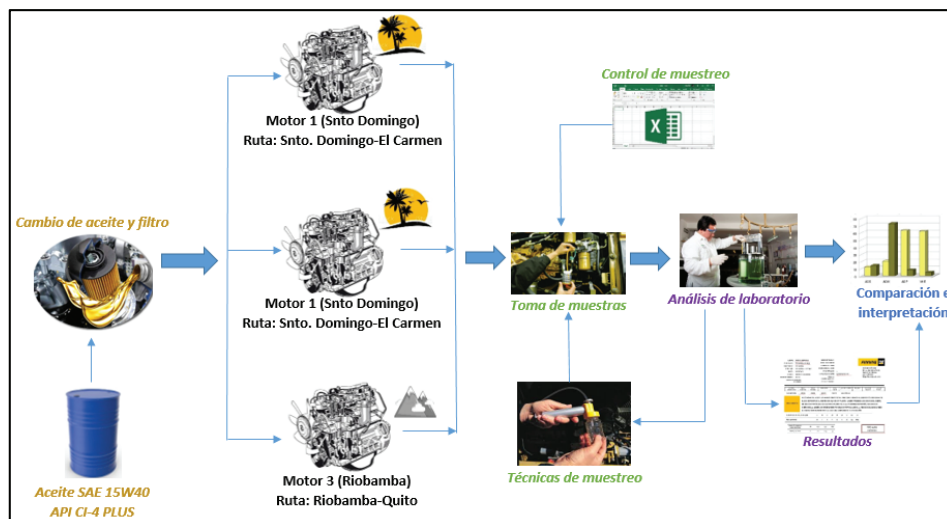 Control de muestreo
Motor 1 (Snto Domingo)
Ruta: Snto. Domingo-El Carmen
Cambio de aceite y filtro
Motor 1 (Snto Domingo)
Ruta: Snto. Domingo-El Carmen
Toma de muestras
Análisis de laboratorio
Comparación e
interpretación
Resultados
Motor 3 (Riobamba)
Ruta: Riobamba-Quito
Técnicas de muestreo
Aceite SAE 15W40
API CI-4 PLUS